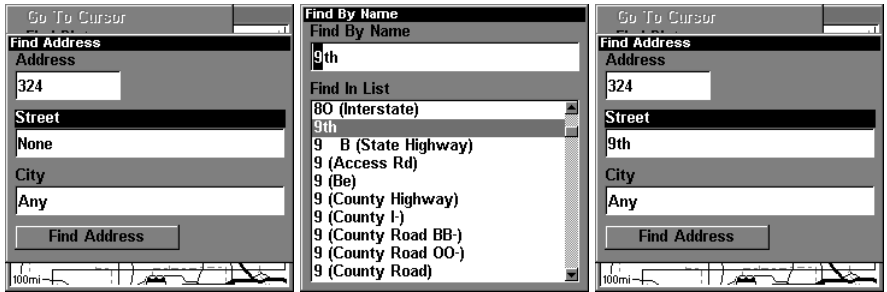 Go To Cursor
Find Address
Address
324
Street
None
City
Any
Find Address
100mi
Find By Name
Find By Name
9th
Find In List
80 (Interstate)
9th
9 B (State Highway)
9 (Access Rd)
9 (Be)
9 (County Highway)
9 (County I-)
9 (County Road BB-)
9 (County Road OO-)
9 (County Road)
Go To Cursor
Find Address
Address
324
Street
9th
City
Any
Find Address
100mi